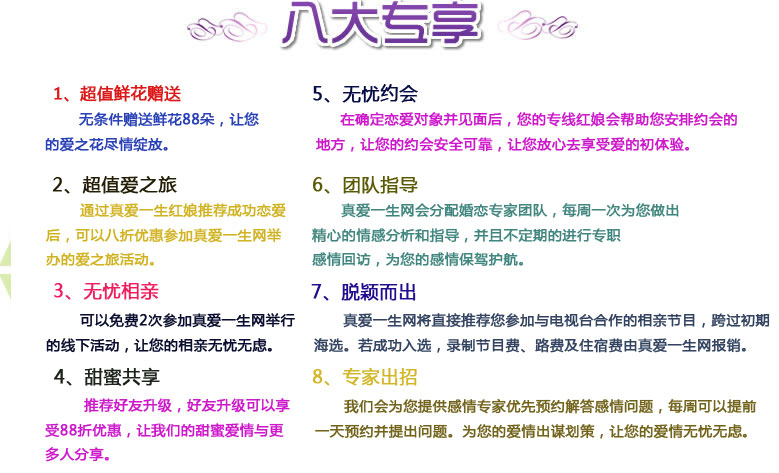 八大专享
1、超值鲜花赠送
无条件赠送鲜花88朵，让您
的爱之花尽情绽放。
2、超值爱之旅
通过真爱一生红娘推荐成功恋爱
后，可以八折优惠参加真爱一生网举
办的爱之旅活动。
3、无忧相亲
可以免费2次参加真爱一生网举行
的线下活动，让您的相亲无忧无虑。
4、甜蜜共享
推荐好友升级，好友升级可以享
受88折优惠，让我们的甜蜜爱情与更
多人分享。
5、无忧约会
在确定恋爱对象并见面后，您的专线红娘会帮助您安排约会的
地方，让您的约会安全可靠，让您放心去享受爱的初体验。
6、团队指导
真爱一生网会分配婚恋专家团队，每周一次为您做出
精心的情感分析和指导，并且不定期的进行专职
感情回访，为您的感情保驾护航。
7、脱颖而出
真爱一生网将直接推荐您参加与电视台合作的相亲节目，跨过初期
海选。若成功入选，录制节目费、路费及住宿费由真爱一生网报销。
8、专家出招
我们会为您提供感情专家优先预约解答感情问题，每周可以提前
一天预约并提出问题。为您的爱情出谋划策，让您的爱情无忧无虑。